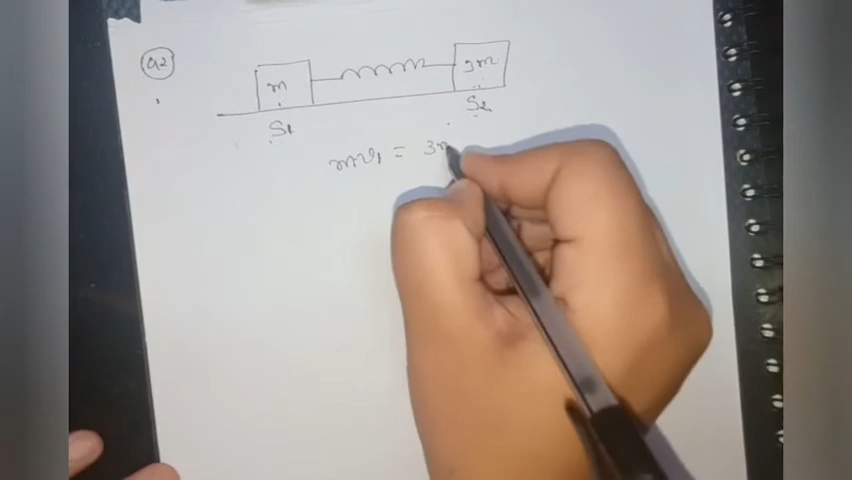 Q2
m 3m
S1 S2
mv₁ = 3m